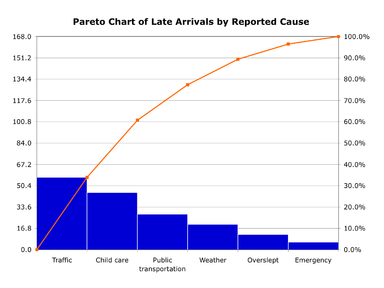 Pareto Chart of Late Arrivals by Reported Cause
168.0
151.2
134.4
117.6
100.8
84.0
67.2
50.4
33.6
16.8
0.0
100.0%
90.0%
80.0%
70.0%
60.0%
50.0%
40.0%
30.0%
20.0%
10.0%
0.0%
Traffic
Child care
Public
transportation
Weather
Overslept
Emergency